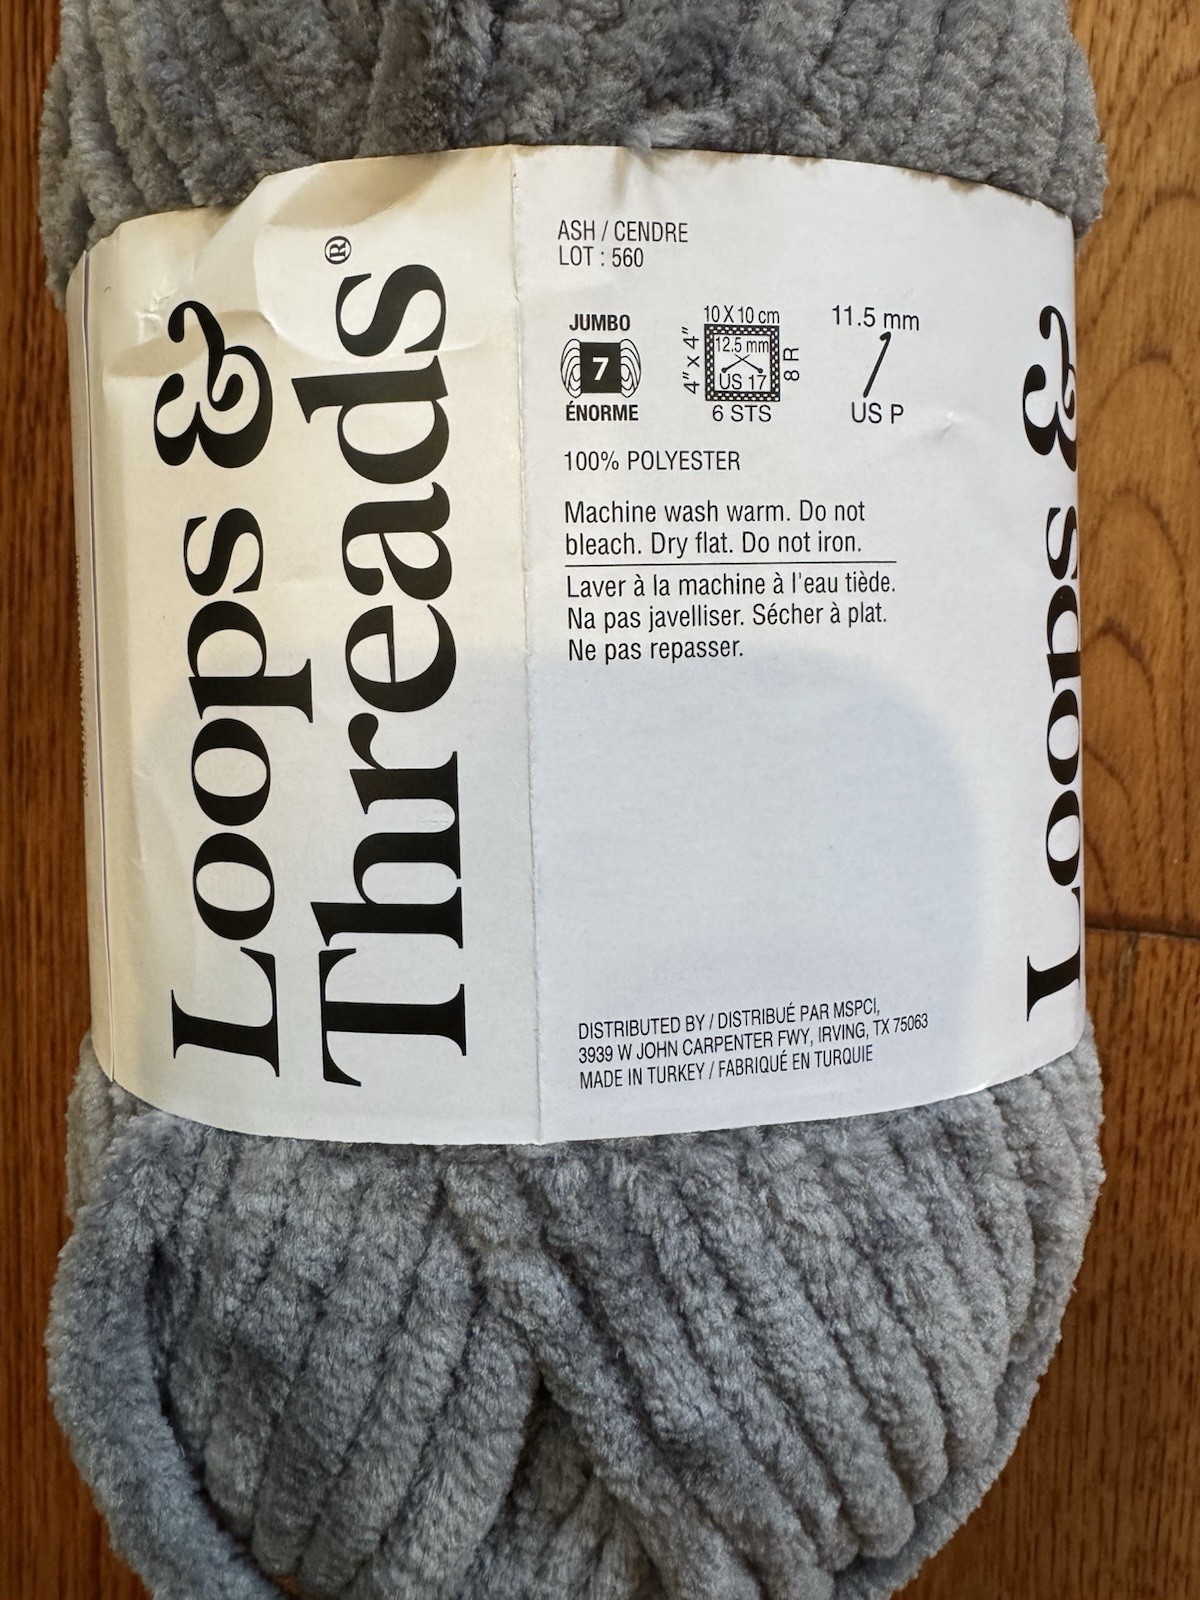 Loops &
Threads®
ASH / CENDRE
LOT : 560
JUMBO
7
ÉNORME
10 X 10 cm
4" x 4"
12.5 mm
US 17
8 R
6 STS
11.5 mm
US P
100% POLYESTER
Machine wash warm. Do not
bleach. Dry flat. Do not iron.
Laver à la machine à l'eau tiède.
Na pas javelliser. Sécher à plat.
Ne pas repasser.
DISTRIBUTED BY / DISTRIBUÉ PAR MSPCI,
3939 W JOHN CARPENTER FWY, IRVING, TX 75063
MADE IN TURKEY / FABRIQUÉ EN TURQUIE
Loops &